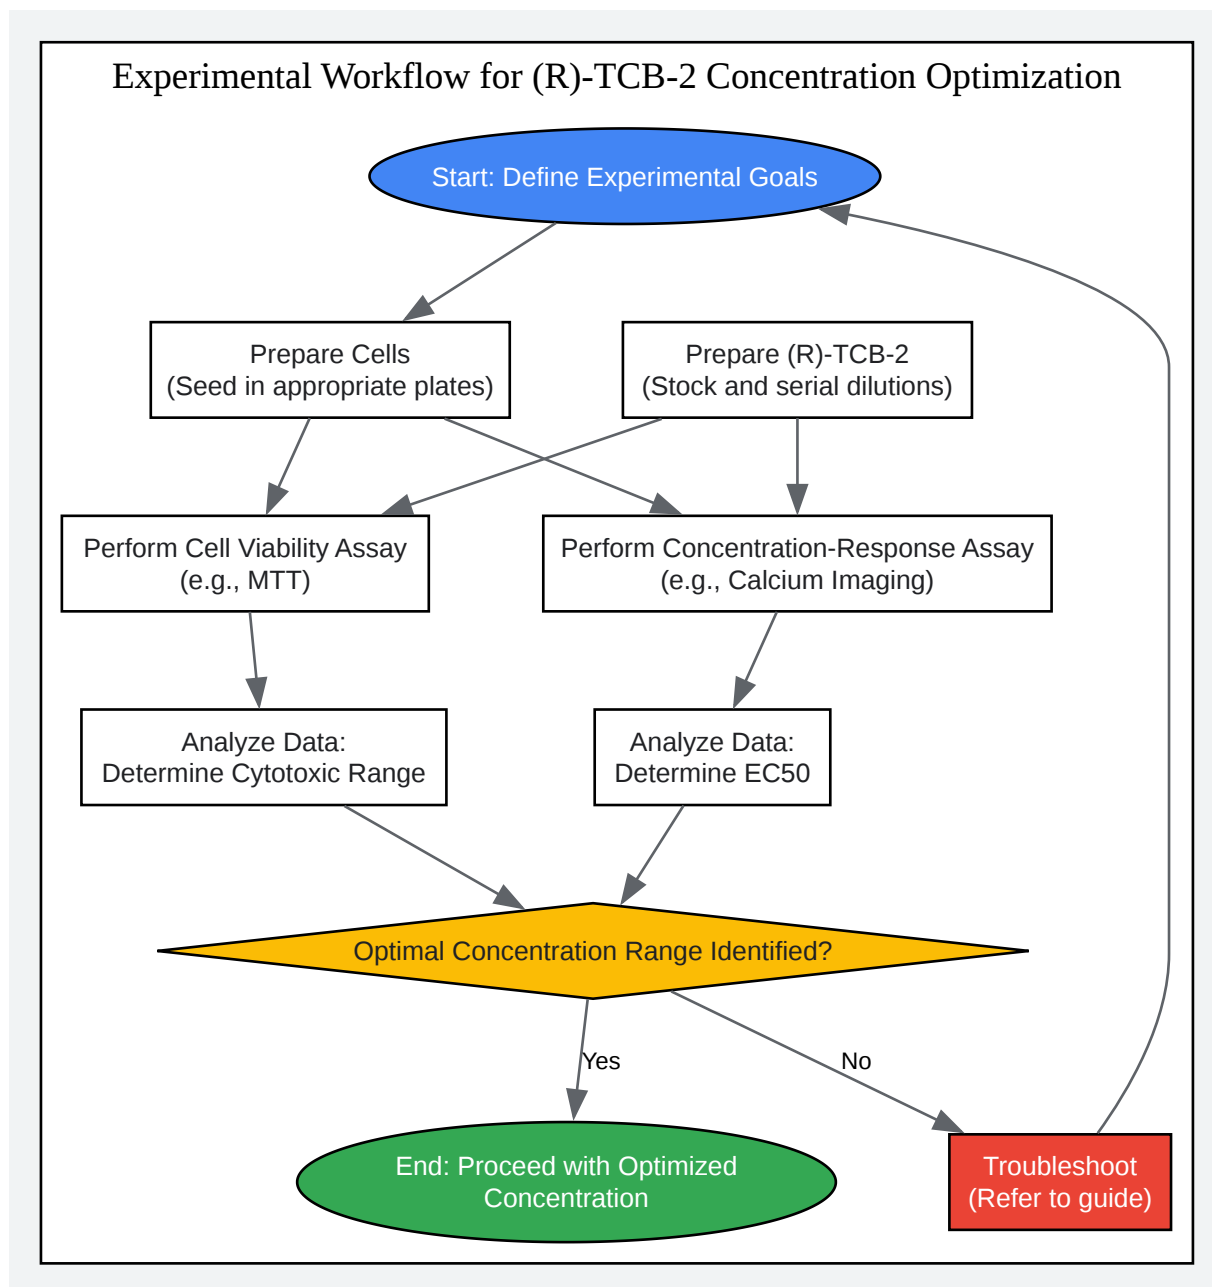 Experimental Workflow for (R)-TCB-2 Concentration Optimization
Start: Define Experimental Goals
Prepare Cells
(Seed in appropriate plates)
Prepare (R)-TCB-2
(Stock and serial dilutions)
Perform Cell Viability Assay
(e.g., MTT)
Perform Concentration-Response Assay
(e.g., Calcium Imaging)
Analyze Data:
Determine Cytotoxic Range
Analyze Data:
Determine EC50
Optimal Concentration Range Identified?
Yes
No
End: Proceed with Optimized
Concentration
Troubleshoot
(Refer to guide)